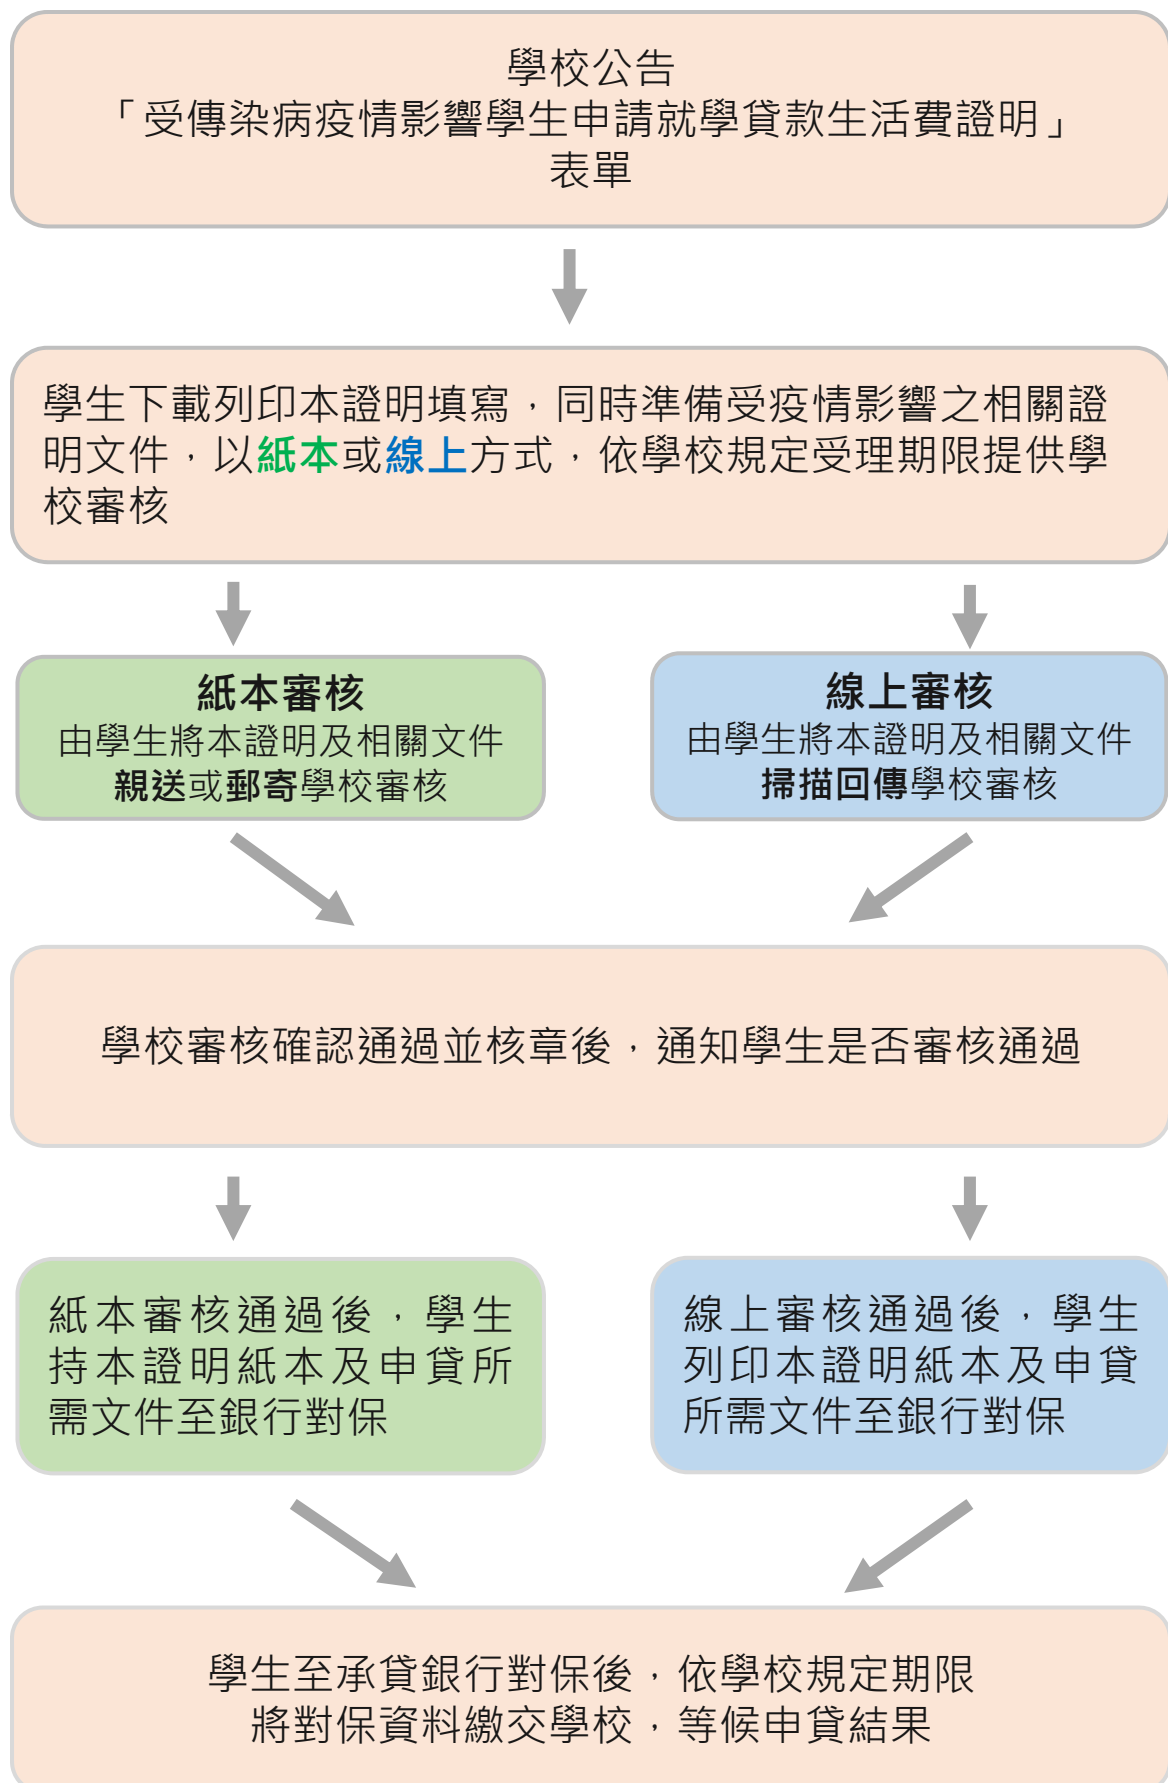 學校公告
「受傳染病疫情影響學生申請就學貸款生活費證明」
表單
學生下載列印本證明填寫，同時準備受疫情影響之相關證
明文件，以紙本或線上方式，依學校規定受理期限提供學
校審核
紙本審核
由學生將本證明及相關文件
親送或郵寄學校審核
線上審核
由學生將本證明及相關文件
掃描回傳學校審核
學校審核確認通過並核章後，通知學生是否審核通過
紙本審核通過後，學生
持本證明紙本及申貸所
需文件至銀行對保
線上審核通過後，學生
列印本證明紙本及申貸
所需文件至銀行對保
學生至承貸銀行對保後，依學校規定期限
將對保資料繳交學校，等候申貸結果